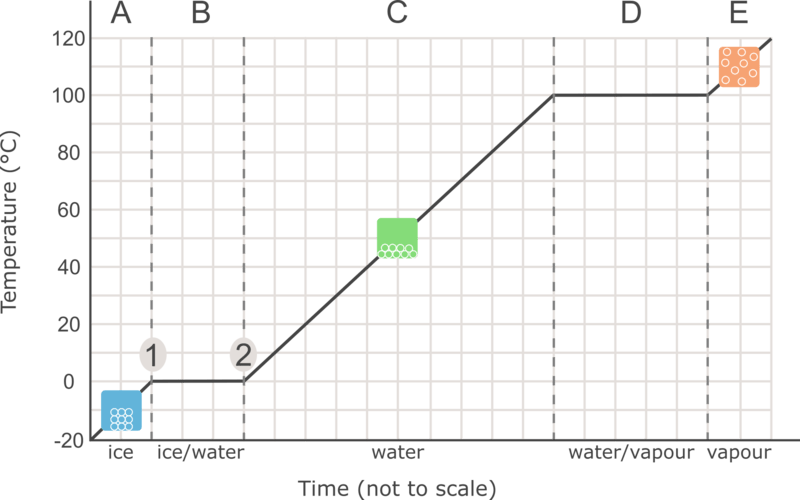 A B C D E
120
100
80
60
40
20
0
-20
Temperature (°C)
1 2
ice ice/water water water/vapour vapour
Time (not to scale)